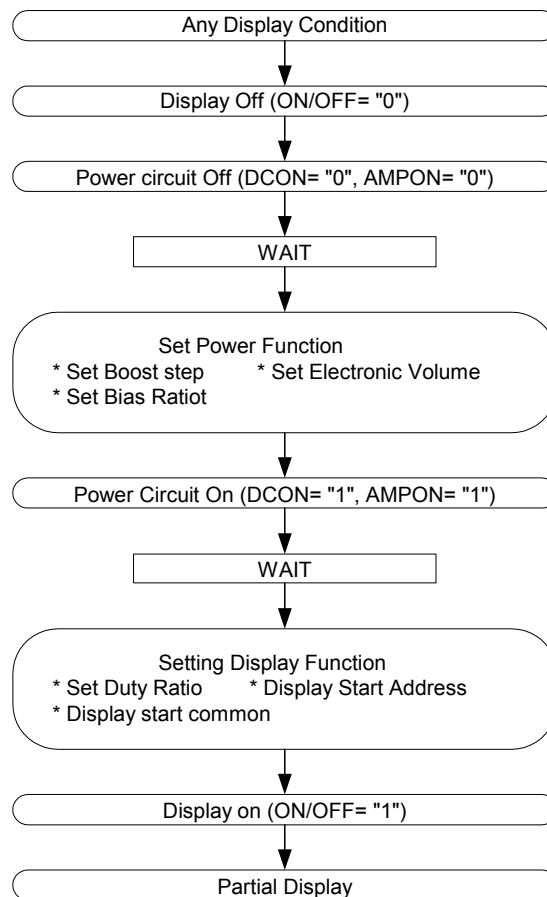 Any Display Condition
Display Off (ON/OFF= "0")
Power circuit Off (DCON= "0", AMPON= "0")
WAIT
Set Power Function
* Set Boost step * Set Electronic Volume
* Set Bias Ratiot
Power Circuit On (DCON= "1", AMPON= "1")
WAIT
Setting Display Function
* Set Duty Ratio * Display Start Address
* Display start common
Display on (ON/OFF= "1")
Partial Display